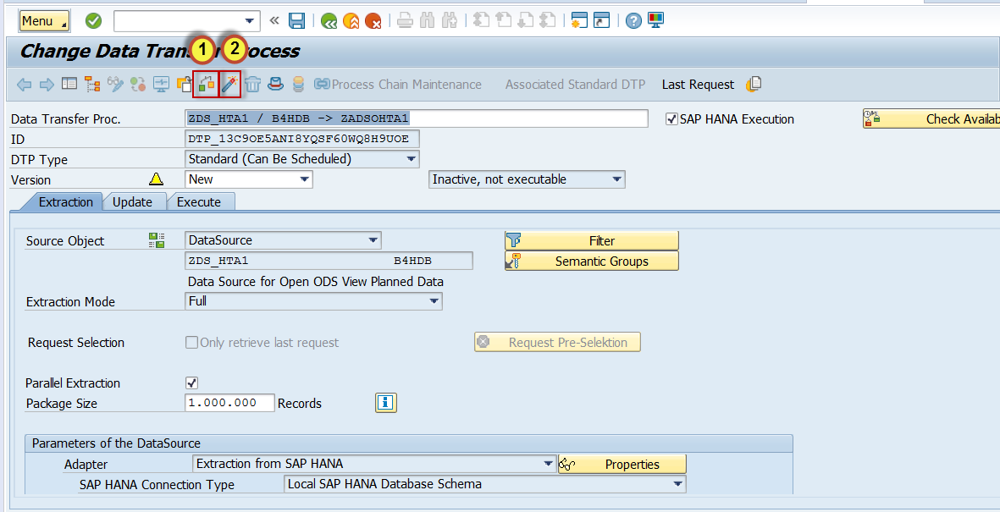 Menu
1 2
Change Data Tran ocess
Process Chain Maintenance Associated Standard DTP Last Request
Data Transfer Proc. ZDS_HTA1 / B4HDB -> ZADSOHTA1 SAP HANA Execution Check Availab
ID DTP_13C9OE5ANI8YQSF60WQ8H9UOE
DTP Type Standard (Can Be Scheduled)
Version New Inactive, not executable
Extraction Update Execute
Source Object DataSource Filter
ZDS_HTA1 B4HDB Semantic Groups
Data Source for Open ODS View Planned Data
Extraction Mode Full
Request Selection Only retrieve last request Request Pre-Selektion
Parallel Extraction
Package Size 1.000.000 Records
Parameters of the DataSource
Adapter Extraction from SAP HANA Properties
SAP HANA Connection Type Local SAP HANA Database Schema